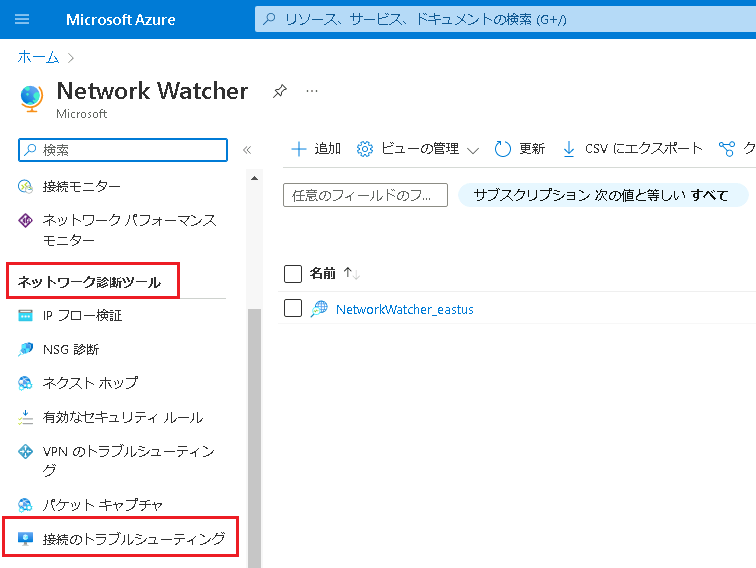 Microsoft Azure
リソース、サービス、ドキュメントの検索 (G+/)
ホーム
Network Watcher
Microsoft
検索
追加
ビューの管理
更新
CSV にエクスポート
ク
接続モニター
ネットワーク パフォーマンス
モニター
任意のフィールドのフ...
サブスクリプション 次の値と等しい すべて
ネットワーク診断ツール
名前
IP フロー検証
NetworkWatcher_eastus
NSG 診断
ネクスト ホップ
有効なセキュリティ ルール
VPN のトラブルシューティン
グ
パケット キャプチャ
接続のトラブルシューティング